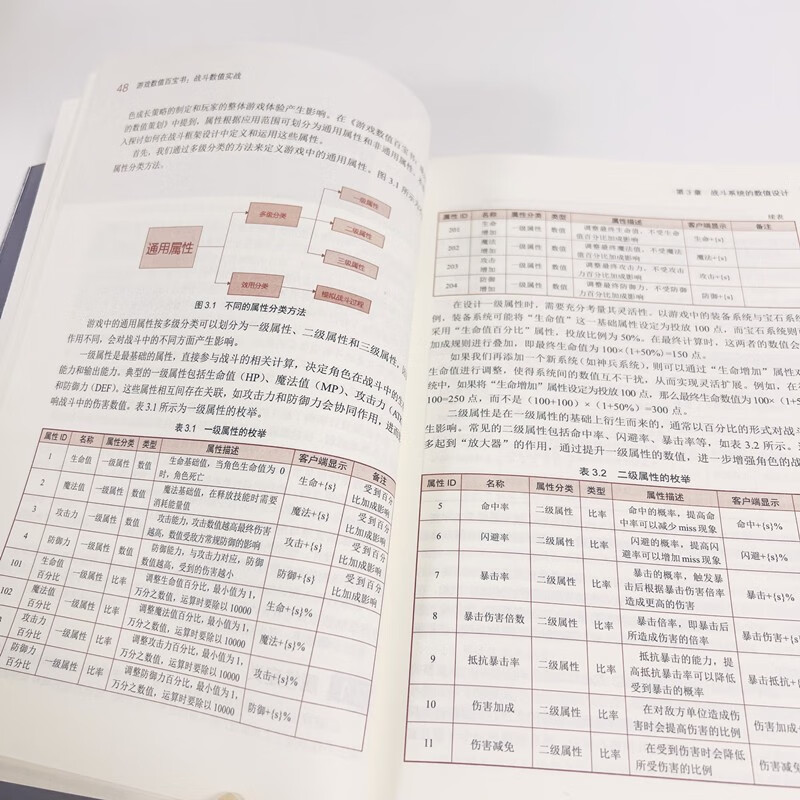 48 游戏数值百宝书：战斗数值实战
色成长策略的制定和玩家的整体游戏体验产生影响。在《游戏数值百宝书
的数值策划》中提到，属性根据应用范围可划分为通用属性和非通用属性。
入探讨如何在战斗框架设计中定义和运用这些属性。
首先，我们通过多级分类的方法来定义游戏中的通用属性。图 3.1 所示
属性分类方法。
通用属性
多级分类
一级属性
二级属性
三级属性
效用分类
模拟战斗过程
图 3.1 不同的属性分类方法
游戏中的通用属性按多级分类可以划分为一级属性、二级属性和三级属性，
作用不同，会对战斗中的不同方面产生影响。
一级属性是最基础的属性，直接参与战斗的相关计算，决定角色在战斗中的生
能力和输出能力。典型的一级属性包括生命值（HP）、魔法值（MP）、攻击力（AT
和防御力（DEF）。这些属性相互间存在关联，如攻击力和防御力会协同作用，进而
响战斗中的伤害数值。表 3.1 所示为一级属性的枚举。
表 3.1 一级属性的枚举
属性 ID 名称 属性分类 类型 属性描述 客户端显示 备注
1 生命值 一级属性 数值 生命基础值，当角色生命值为 0 时，角色死亡 生命+{s} 受到百分比加成影响
2 魔法值 一级属性 数值 魔法基础值，在释放技能时需要消耗能量值 魔法+{s} 受到百分比加成影响
3 攻击力 一级属性 数值 攻击能力，攻击数值越高最终伤害越高，数值受敌方常规防御的影响 攻击+{s} 受到百分比加成影响
4 防御力 一级属性 数值 防御能力，与攻击力对应，防御数值越高，受到的伤害越小 防御+{s} 受到百分比加成影响
101 生命值百分比 一级属性 比率 调整生命值百分比，最小值为 1，万分之数值，运算时要除以 10000 生命+{s}%
102 魔法值百分比 一级属性 比率 调整魔法值百分比，最小值为 1，万分之数值，运算时要除以 10000 魔法+{s}%
攻击力百分比 一级属性 比率 调整攻击力百分比，最小值为 1，万分之数值，运算时要除以 10000 攻击+{s}%
防御力百分比 一级属性 比率 调整防御力百分比，最小值为 1，万分之数值，运算时要除以 10000 防御+{s}%
第 3 章 战斗系统的数值设计
续表
属性 ID 名称 属性分类 类型 属性描述 客户端显示 备注
201 生命增加 一级属性 数值 调整最终生命值，不受生命值百分比加成影响 生命+{s}
202 魔法增加 一级属性 数值 调整最终魔法值，不受魔法值百分比加成影响 魔法+{s}
203 攻击增加 一级属性 数值 调整最终攻击力，不受攻击力百分比加成影响 攻击+{s}
204 防御增加 一级属性 数值 调整最终防御力，不受防御力百分比加成影响 防御+{s}
在设计一级属性时，需要充分考量其灵活性。以游戏中的装备系统与宝石系统
例，装备系统可能将“生命值”这一基础属性设定为投放 100 点，而宝石系统则
采用“生命值百分比”属性，投放比例为 50%。在最终计算时，这两者的数值会
加成规则进行叠加，即最终生命值为 100×(1+50%)=150 点。
如果我们再添加一个新系统（如神兵系统），则可以通过“生命增加”属性对
生命值进行调整，使得系统间的数值互不干扰，从而实现灵活扩展。例如，在神
统中，如果将“生命增加”属性设定为投放 100 点，那么最终生命数值为 100×（1+5
100=250 点，而不是（100+100）×（1+50%）=300 点。
二级属性是在一级属性的基础上衍生而来的，通常以百分比的形式对战斗
生影响。常见的二级属性包括命中率、闪避率、暴击率等，如表 3.2 所示。
多起到“放大器”的作用，通过提升一级属性的数值，进一步增强角色的战
表 3.2 二级属性的枚举
属性 ID 名称 属性分类 类型 属性描述 客户端显示
5 命中率 二级属性 比率 命中的概率，提高命中率可以减少 miss 现象 命中+{s}%
6 闪避率 二级属性 比率 闪避的概率，提高闪避率可以增加 miss 现象 闪避+{s}%
7 暴击率 二级属性 比率 暴击的概率，触发暴击后根据暴击伤害倍率造成更高的伤害 暴击+{s}%
8 暴击伤害倍数 二级属性 比率 暴击倍率，即暴击后所造成伤害的倍率 暴击伤害+{s}
9 抵抗暴击率 二级属性 比率 抵抗暴击的能力，提高抵抗暴击率可以降低受到暴击的概率 暴击抵抗+{
10 伤害加成 二级属性 比率 在对敌方单位造成伤害时会提高伤害的比例 伤害加成+
11 伤害减免 二级属性 比率 在受到伤害时会降低所受伤害的比例 伤害减免